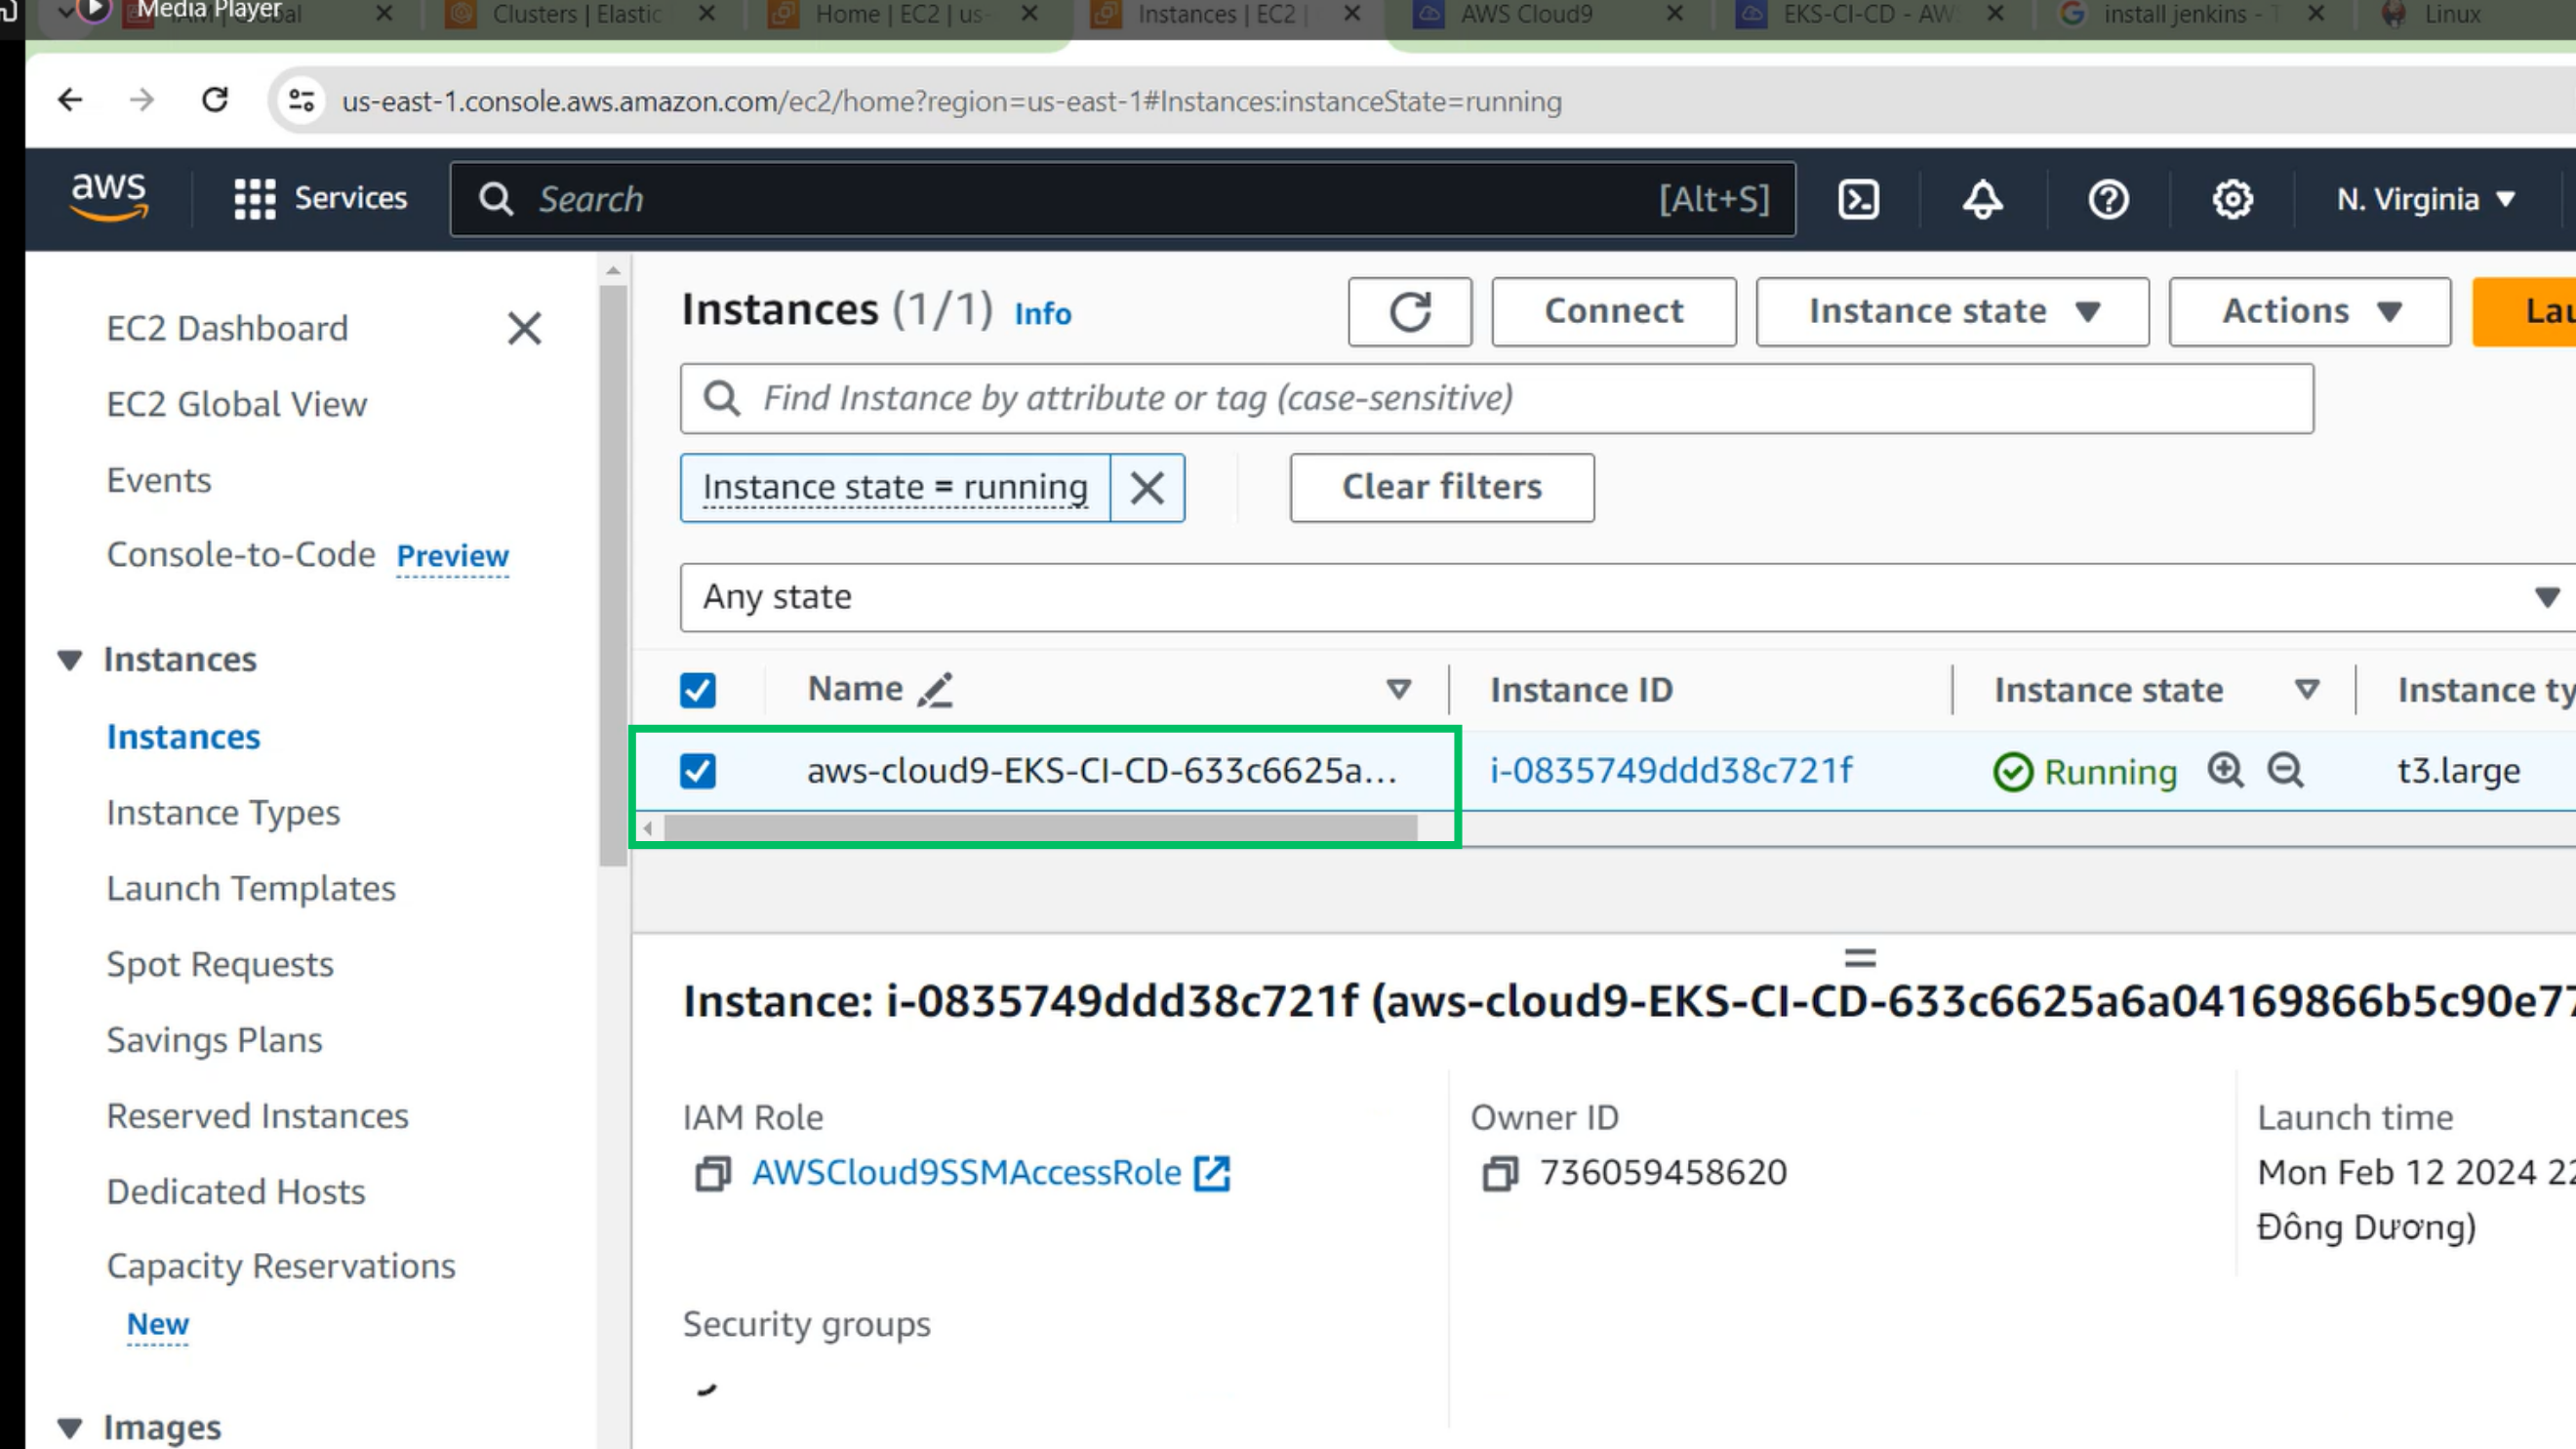 Media Player
Clusters | Elastic
Home | EC2 | us-
Instances | EC2 |
AWS Cloud9
EKS-CI-CD - AW
install jenkins -
Linux
us-east-1.console.aws.amazon.com/ec2/home?region=us-east-1#Instances:instanceState=running
aws
Services
Search
[Alt+S]
N. Virginia
EC2 Dashboard
EC2 Global View
Events
Console-to-Code Preview
Instances
Instances
Instance Types
Launch Templates
Spot Requests
Savings Plans
Reserved Instances
Dedicated Hosts
Capacity Reservations
New
Images
Instances (1/1) Info
Connect
Instance state
Actions
Lau
Find Instance by attribute or tag (case-sensitive)
Instance state = running
Clear filters
Any state
Name
Instance ID
Instance state
Instance ty
aws-cloud9-EKS-CI-CD-633c6625a...
i-0835749ddd38c721f
Running
t3.large
Instance: i-0835749ddd38c721f (aws-cloud9-EKS-CI-CD-633c6625a6a04169866b5c90e77
IAM Role
AWSCloud9SSMAccessRole
Owner ID
736059458620
Launch time
Mon Feb 12 2024 22
Đông Dương)
Security groups